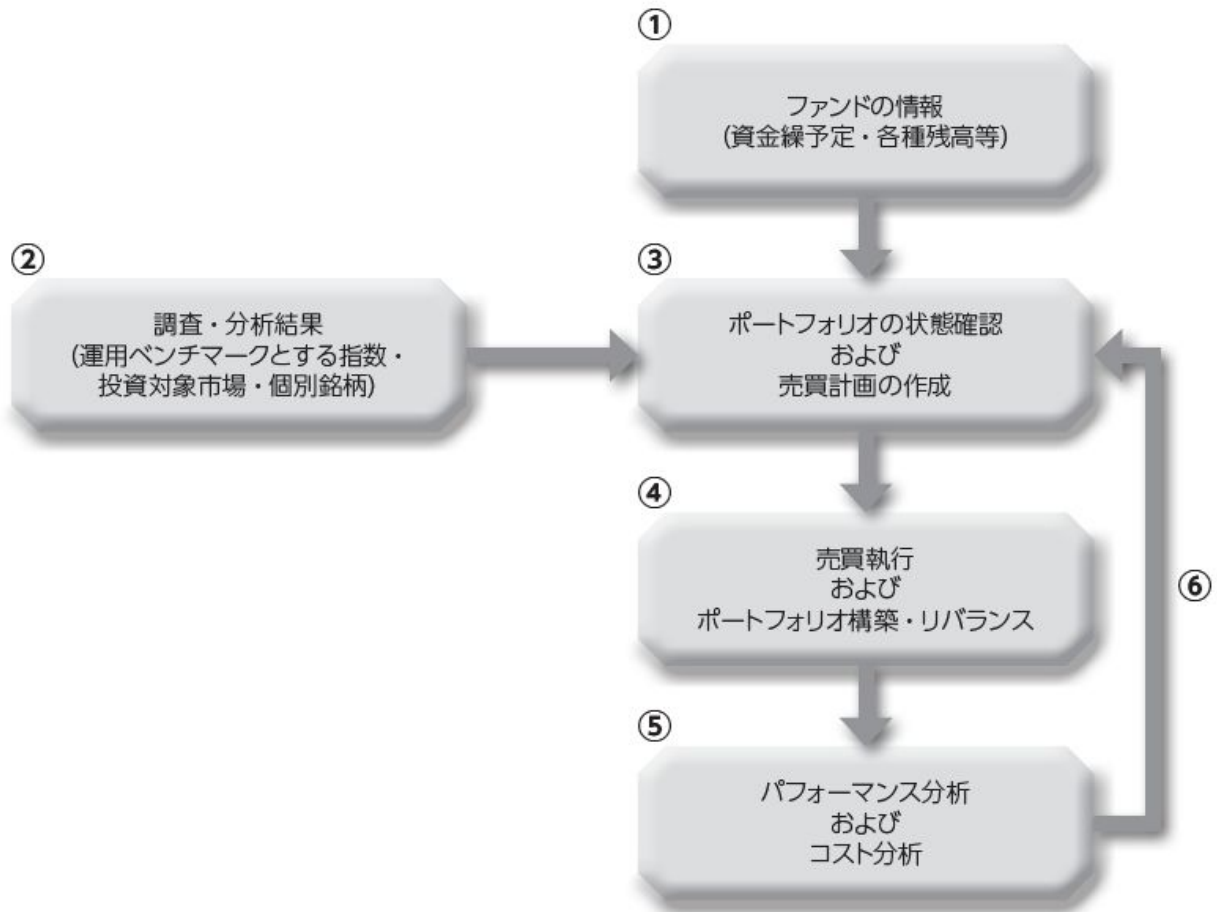 ①
ファンドの情報
(資金繰予定・各種残高等)
②
調査・分析結果
(運用ベンチマークとする指数・
投資対象市場・個別銘柄)
③
ポートフォリオの状態確認
および
売買計画の作成
④
売買執行
および
ポートフォリオ構築・リバランス
⑤
パフォーマンス分析
および
コスト分析
⑥